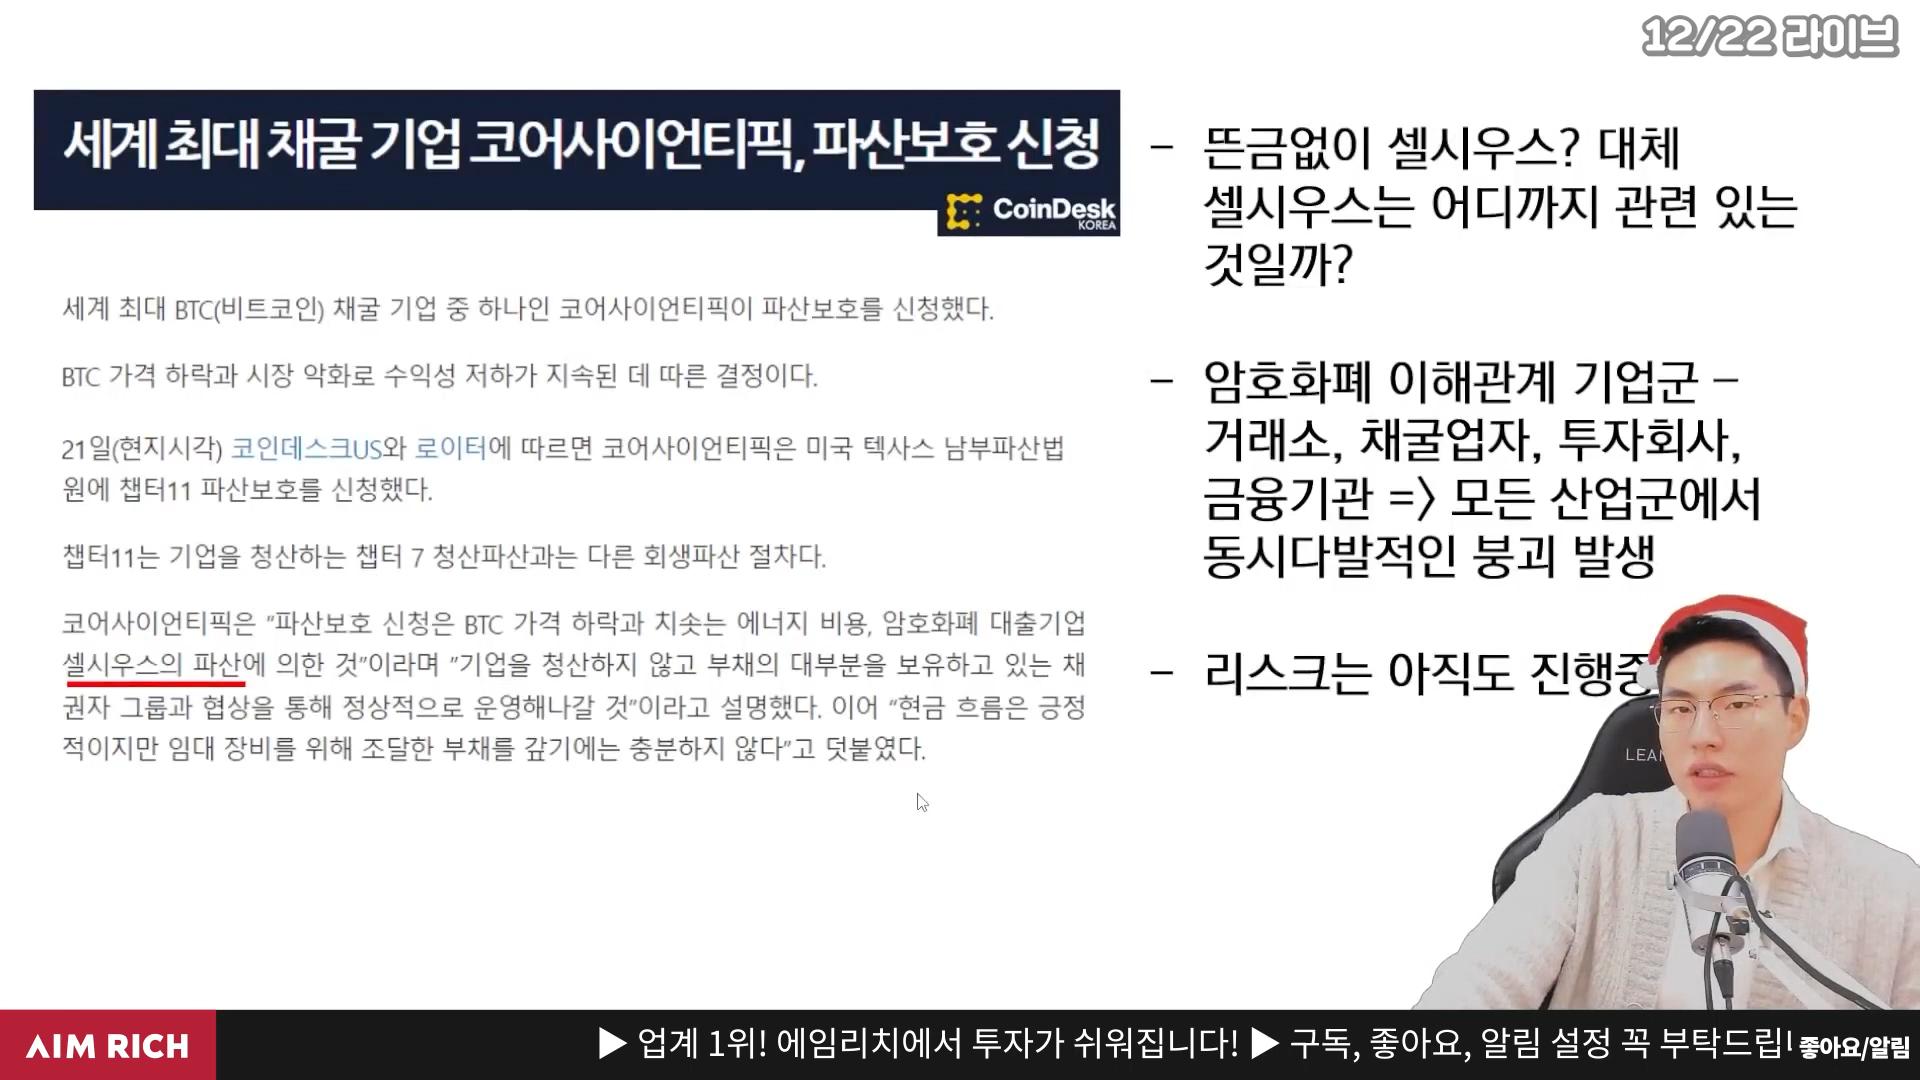 12/22 라이브
세계 최대 채굴 기업 코어사이언티픽, 파산보호 신청
CoinDesk
KOREA
세계 최대 BTC(비트코인) 채굴 기업 중 하나인 코어사이언티픽이 파산보호를 신청했다.
BTC 가격 하락과 시장 악화로 수익성 저하가 지속된 데 따른 결정이다.
21일(현지시각) 코인데스크US와 로이터에 따르면 코어사이언티픽은 미국 텍사스 남부파산법
원에 챕터11 파산보호를 신청했다.
챕터11는 기업을 청산하는 챕터 7 청산파산과는 다른 회생파산 절차다.
코어사이언티픽은 "파산보호 신청은 BTC 가격 하락과 치솟는 에너지 비용, 암호화폐 대출기업
셀시우스의 파산에 의한 것"이라며 "기업을 청산하지 않고 부채의 대부분을 보유하고 있는 채
권자 그룹과 협상을 통해 정상적으로 운영해나갈 것"이라고 설명했다. 이어 "현금 흐름은 긍정
적이지만 임대 장비를 위해 조달한 부채를 갚기에는 충분하지 않다"고 덧붙였다.
- 뜬금없이 셀시우스? 대체
셀시우스는 어디까지 관련 있는
것일까?
- 암호화폐 이해관계 기업군 –
거래소, 채굴업자, 투자회사,
금융기관 => 모든 산업군에서
동시다발적인 붕괴 발생
- 리스크는 아직도 진행중
AIM RICH
▶ 업계 1위! 에임리치에서 투자가 쉬워집니다! ▶ 구독, 좋아요, 알림 설정 꼭 부탁드립
좋아요/알림